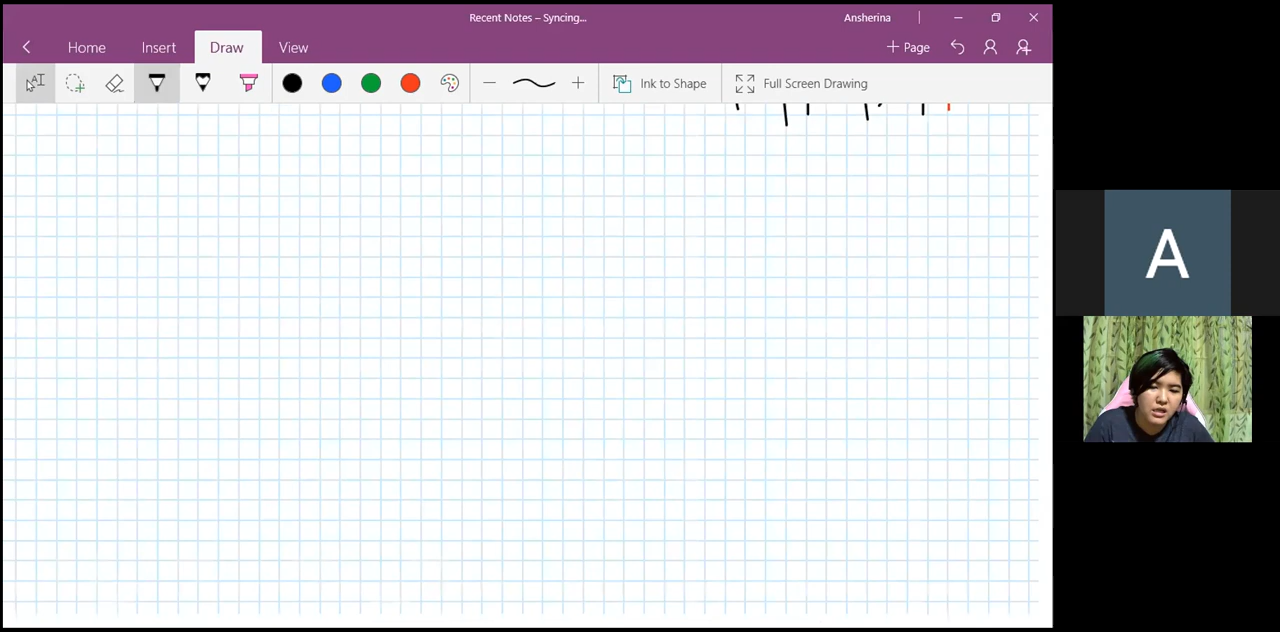 Recent Notes – Syncing...
Ansherina
Home
Insert
Draw
View
+ Page
Ink to Shape
Full Screen Drawing
A